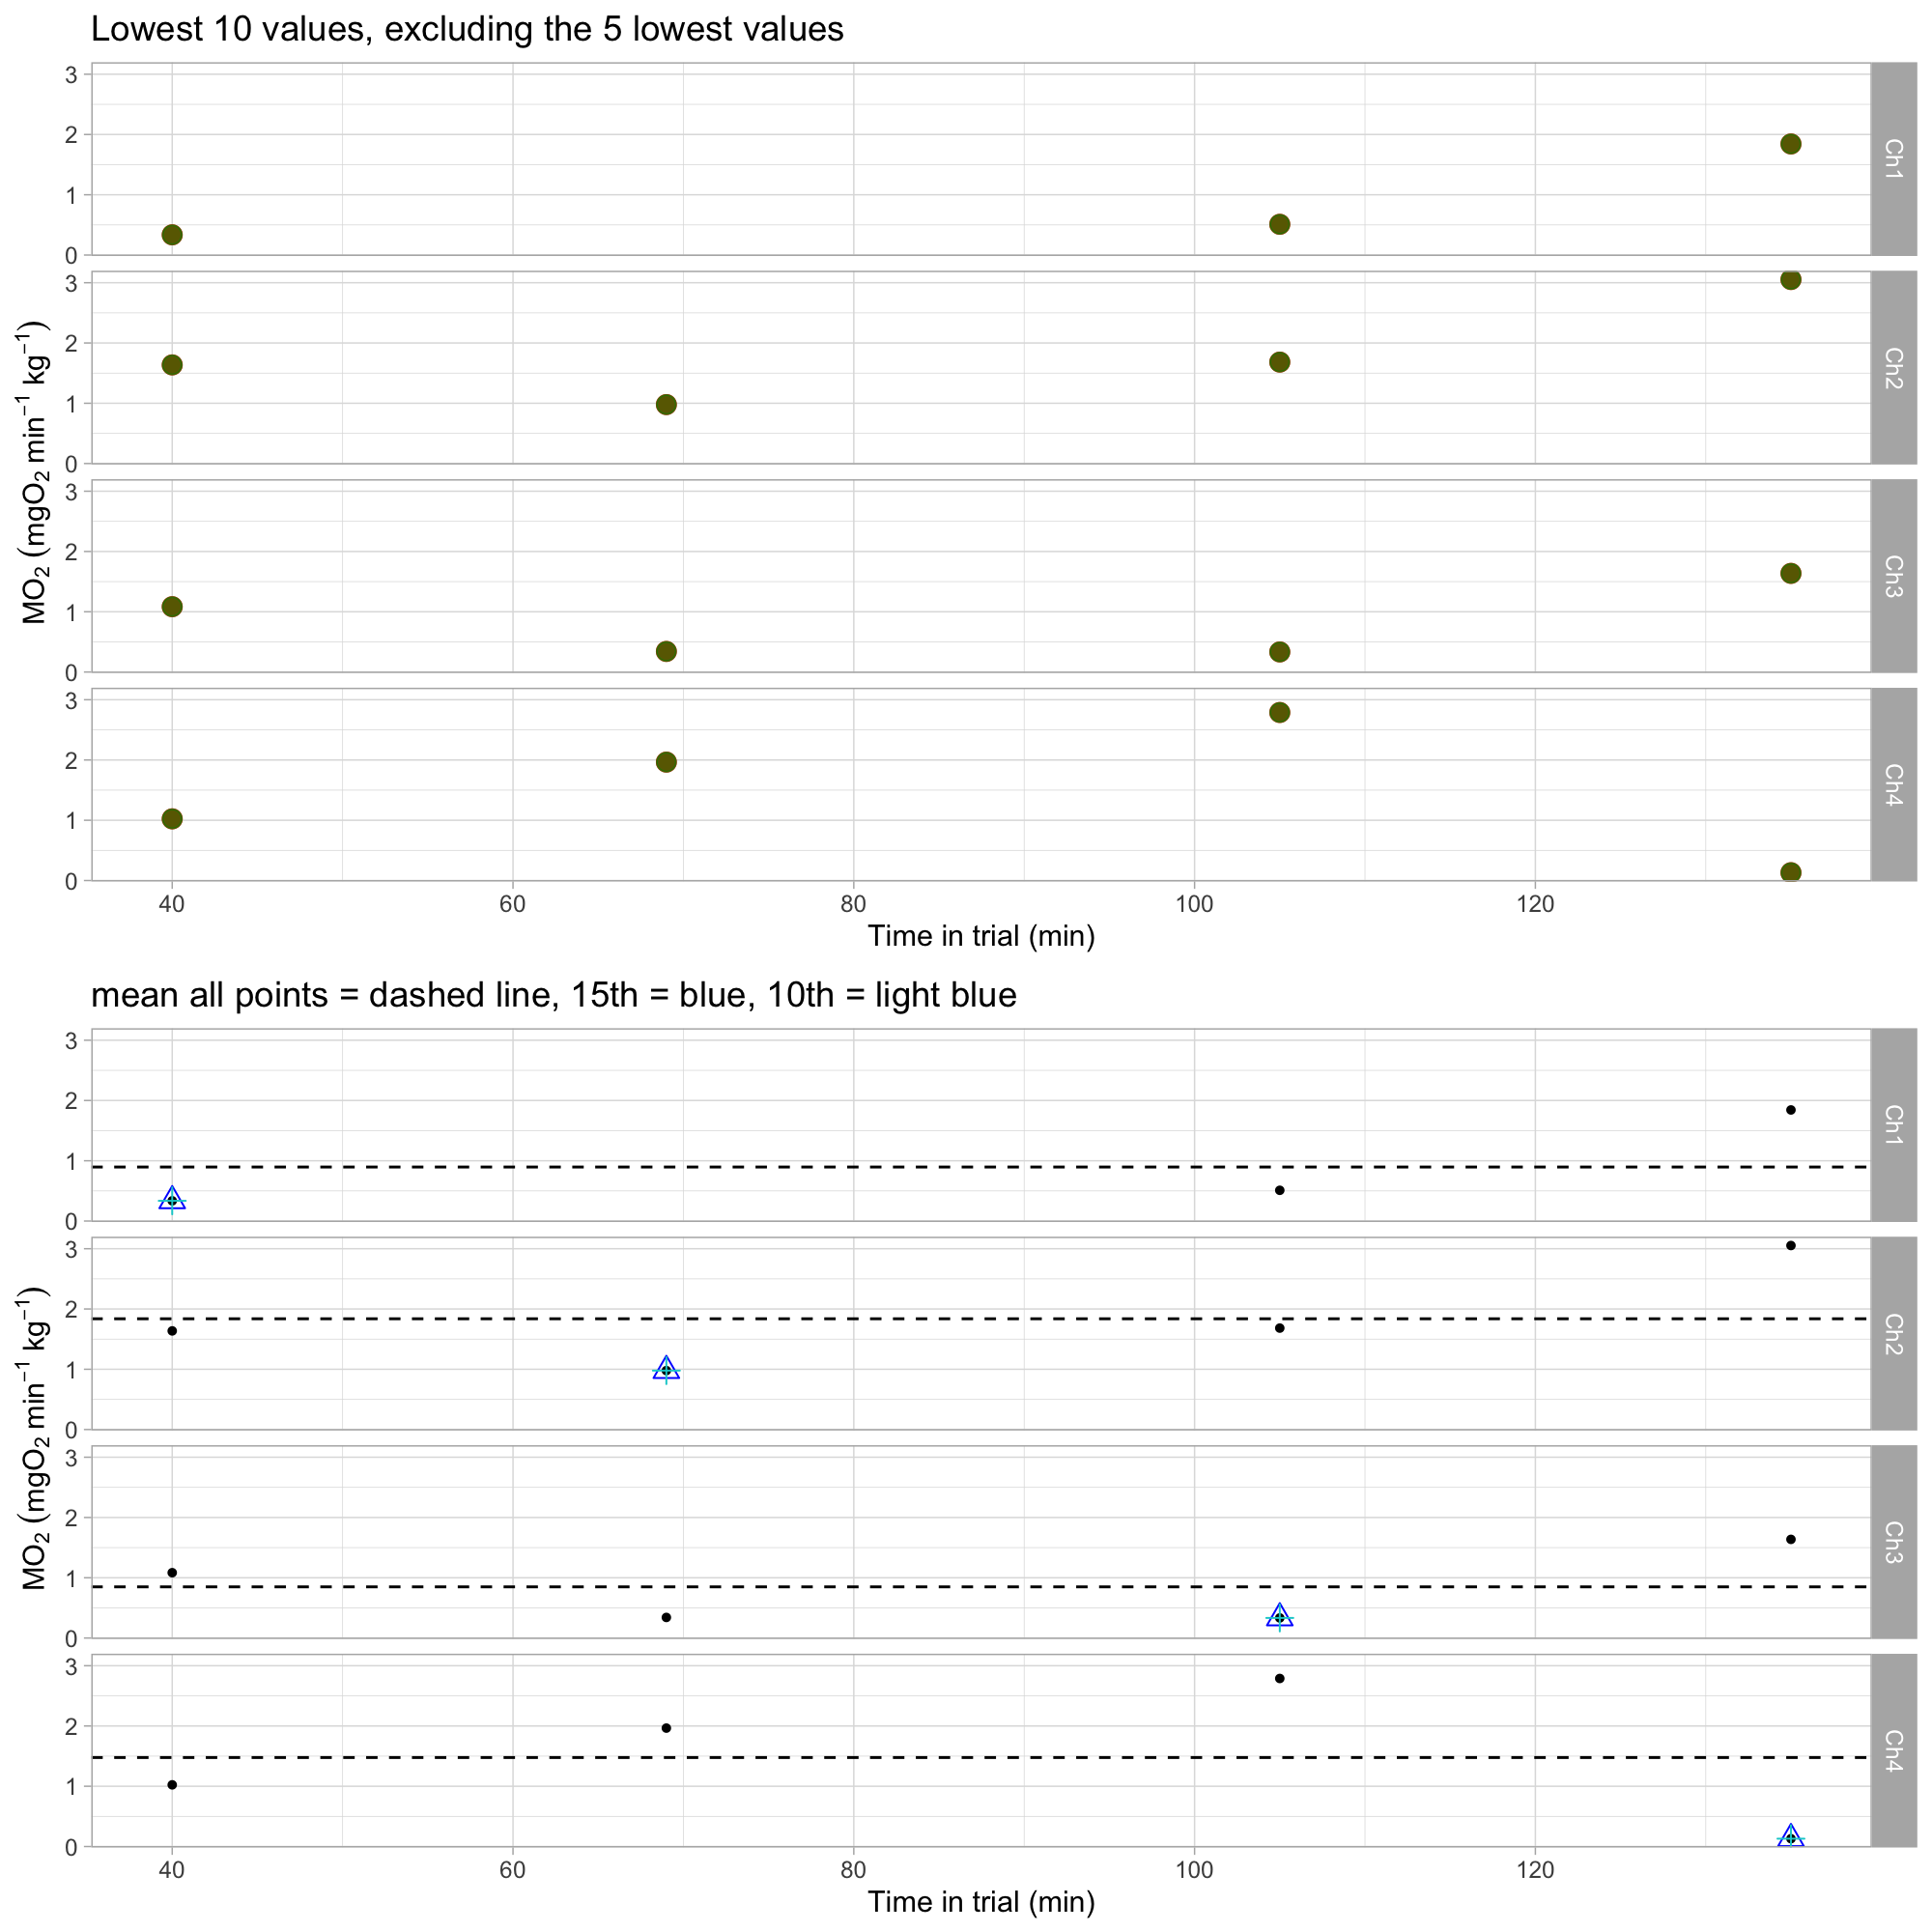 Lowest 10 values, excluding the 5 lowest values
MO₂ (mgO₂ min⁻¹ kg⁻¹)
3
2
1
0
Ch1
3
2
1
0
Ch2
3
2
1
0
Ch3
3
2
1
0
Ch4
40 60 80 100 120
Time in trial (min)
mean all points = dashed line, 15th = blue, 10th = light blue
MO₂ (mgO₂ min⁻¹ kg⁻¹)
3
2
1
0
Ch1
3
2
1
0
Ch2
3
2
1
0
Ch3
3
2
1
0
Ch4
40 60 80 100 120
Time in trial (min)